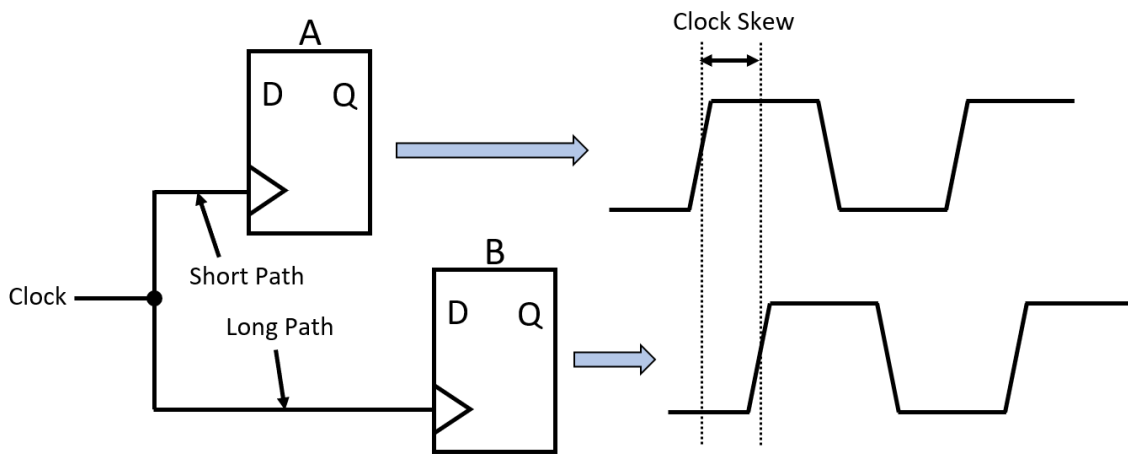 Clock Skew
A
D Q
Short Path
Clock
B
Long Path
D Q